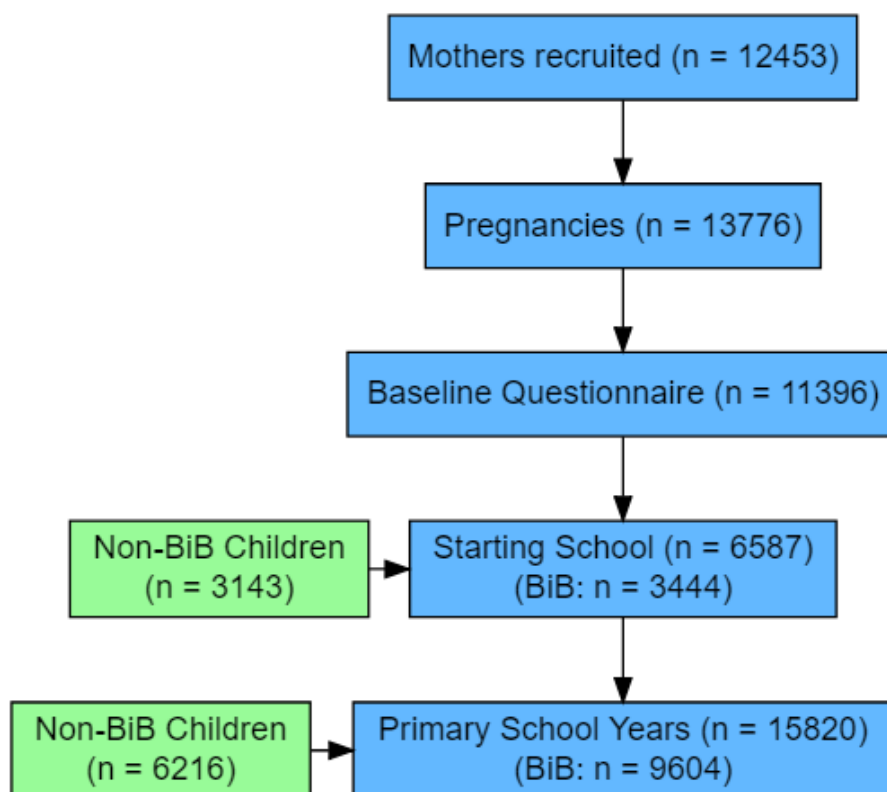 Mothers recruited (n = 12453)
Pregnancies (n = 13776)
Baseline Questionnaire (n = 11396)
Non-BiB Children
(n = 3143)
Starting School (n = 6587)
(BiB: n = 3444)
Non-BiB Children
(n = 6216)
Primary School Years (n = 15820)
(BiB: n = 9604)